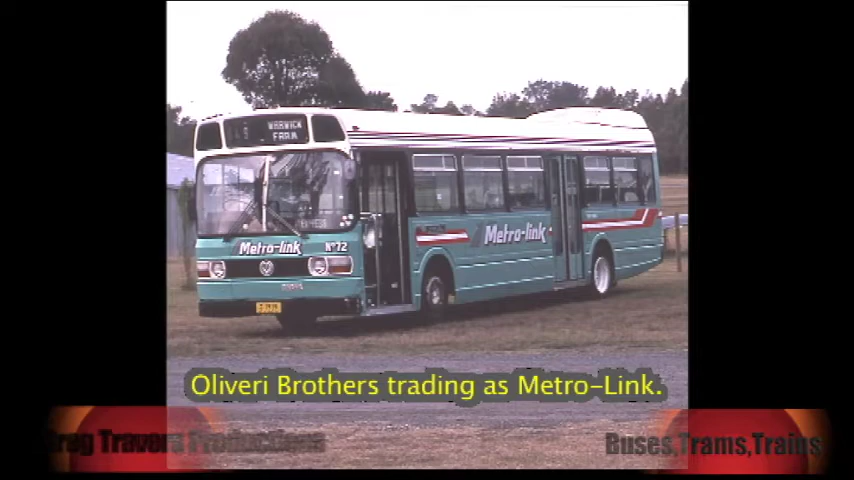 WARWICK
FARM
Metro-link
Nº72
Metro-link
Oliveri Brothers trading as Metro-Link.
Greg Travers Productions
Buses,Trams,Trains